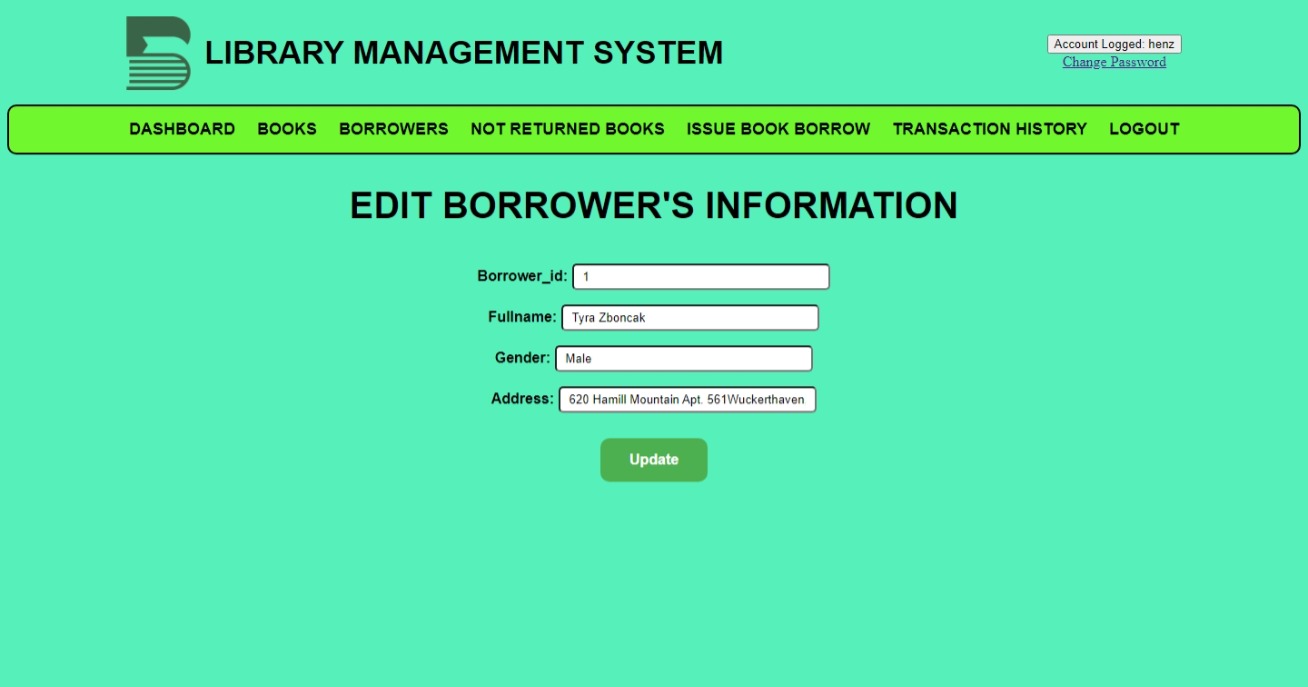 LIBRARY MANAGEMENT SYSTEM
Account Logged: henz
Change Password
DASHBOARD BOOKS BORROWERS NOT RETURNED BOOKS ISSUE BOOK BORROW TRANSACTION HISTORY LOGOUT
EDIT BORROWER'S INFORMATION
Borrower_id: 1
Fullname: Tyra Zboncak
Gender: Male
Address: 620 Hamill Mountain Apt. 561Wuckerthaven
Update